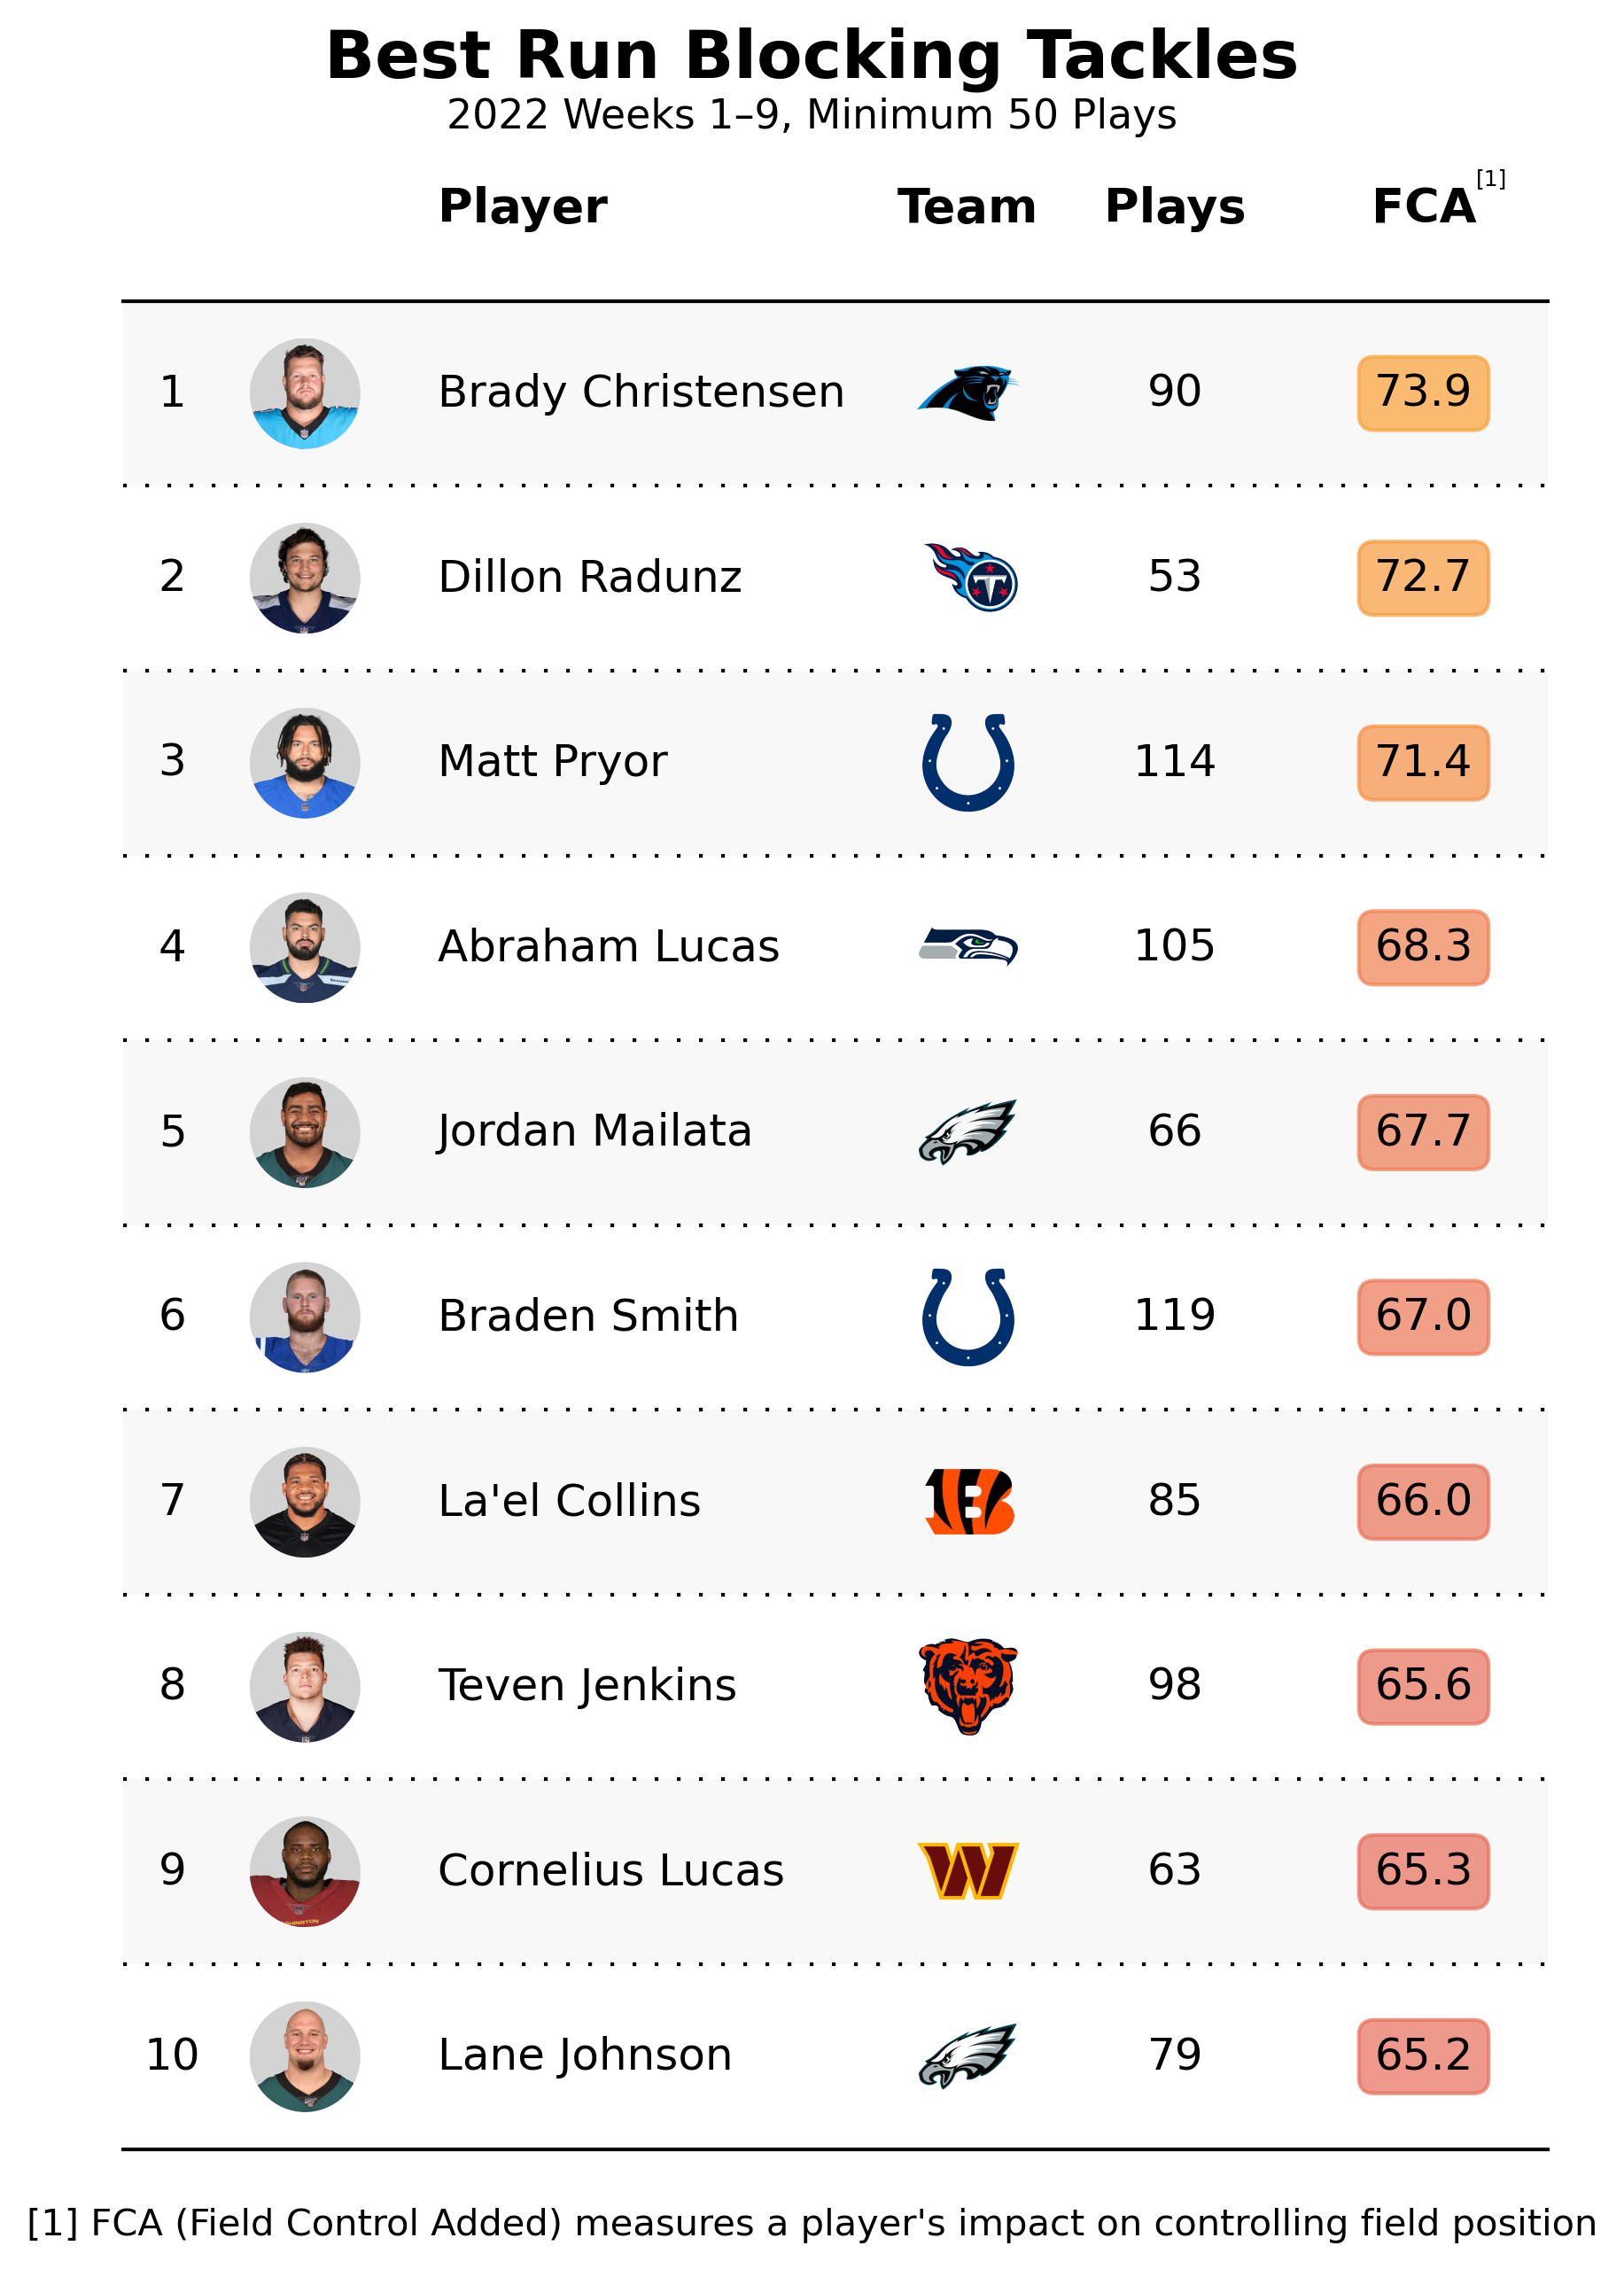 Best Run Blocking Tackles
2022 Weeks 1–9, Minimum 50 Plays
Player Team Plays FCA[1]
1 Brady Christensen 90 73.9
2 Dillon Radunz 53 72.7
3 Matt Pryor 114 71.4
4 Abraham Lucas 105 68.3
5 Jordan Mailata 66 67.7
6 Braden Smith 119 67.0
7 La'el Collins 85 66.0
8 Teven Jenkins 98 65.6
9 Cornelius Lucas 63 65.3
10 Lane Johnson 79 65.2
[1] FCA (Field Control Added) measures a player's impact on controlling field position